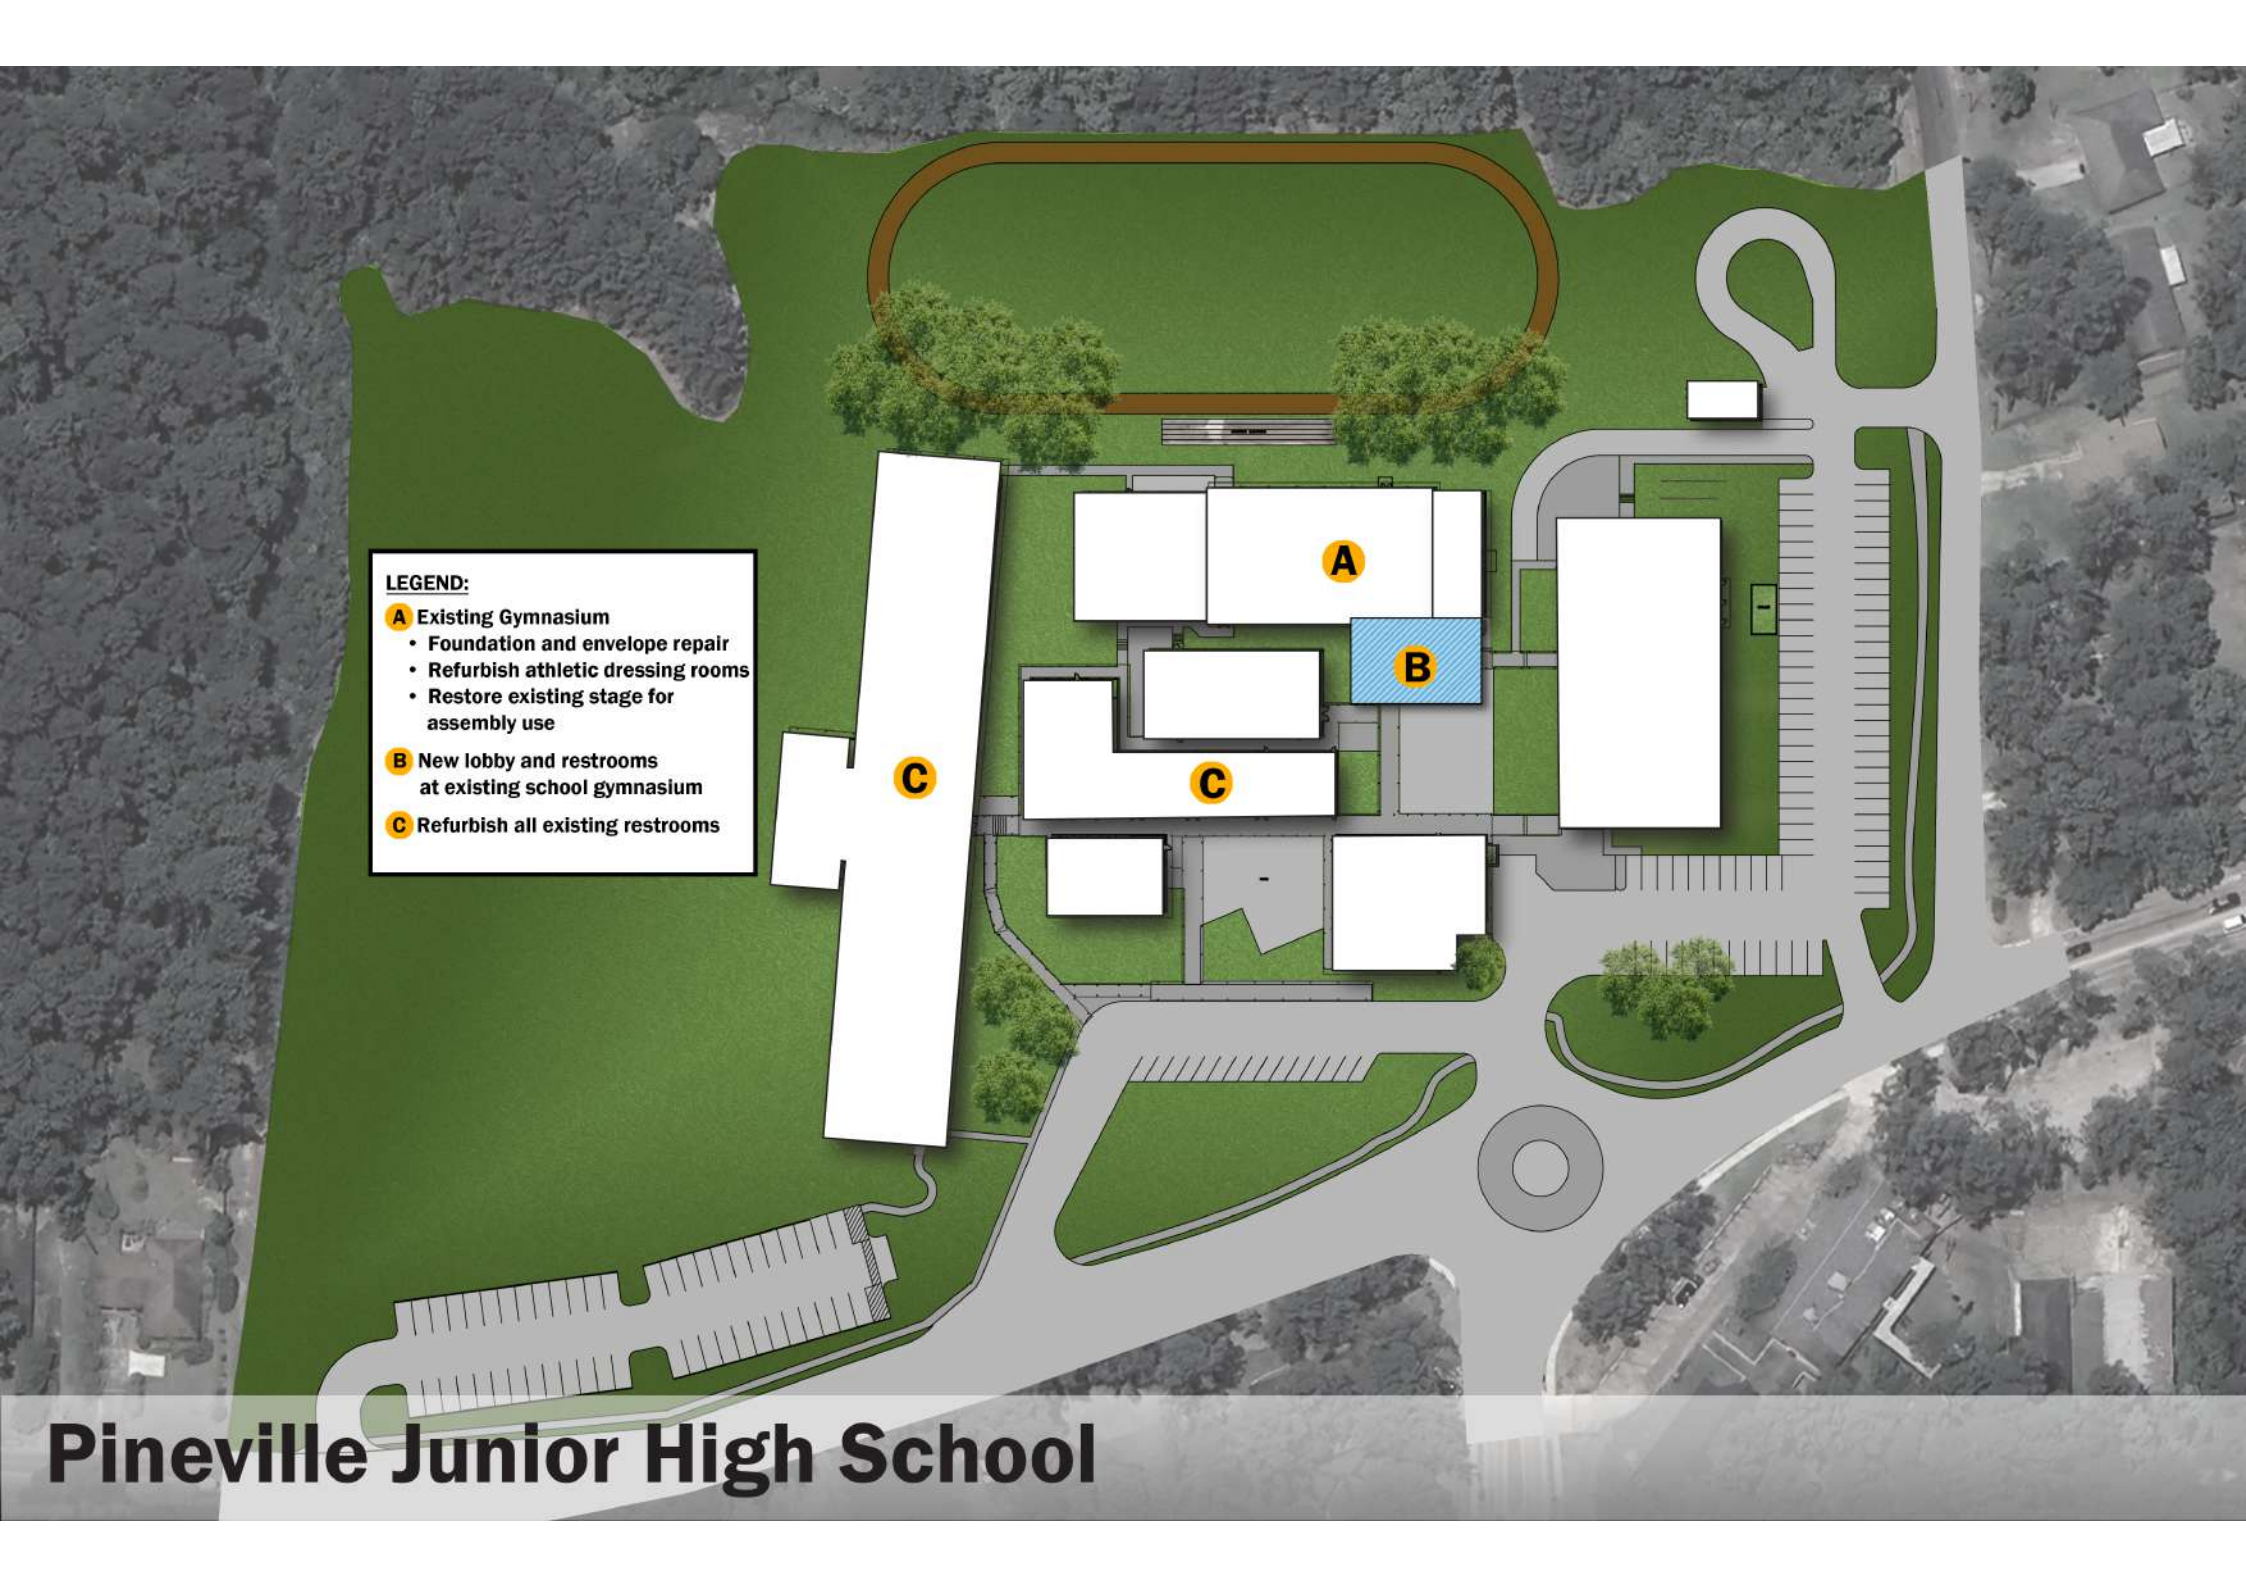 LEGEND:
A Existing Gymnasium
• Foundation and envelope repair
• Refurbish athletic dressing rooms
• Restore existing stage for
assembly use
B New lobby and restrooms
at existing school gymnasium
C Refurbish all existing restrooms
A
B
C
C
Pineville Junior High School